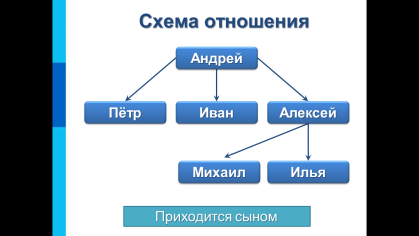 Схема отношения
Андрей
Пётр Иван Алексей
Михаил Илья
Приходится сыном